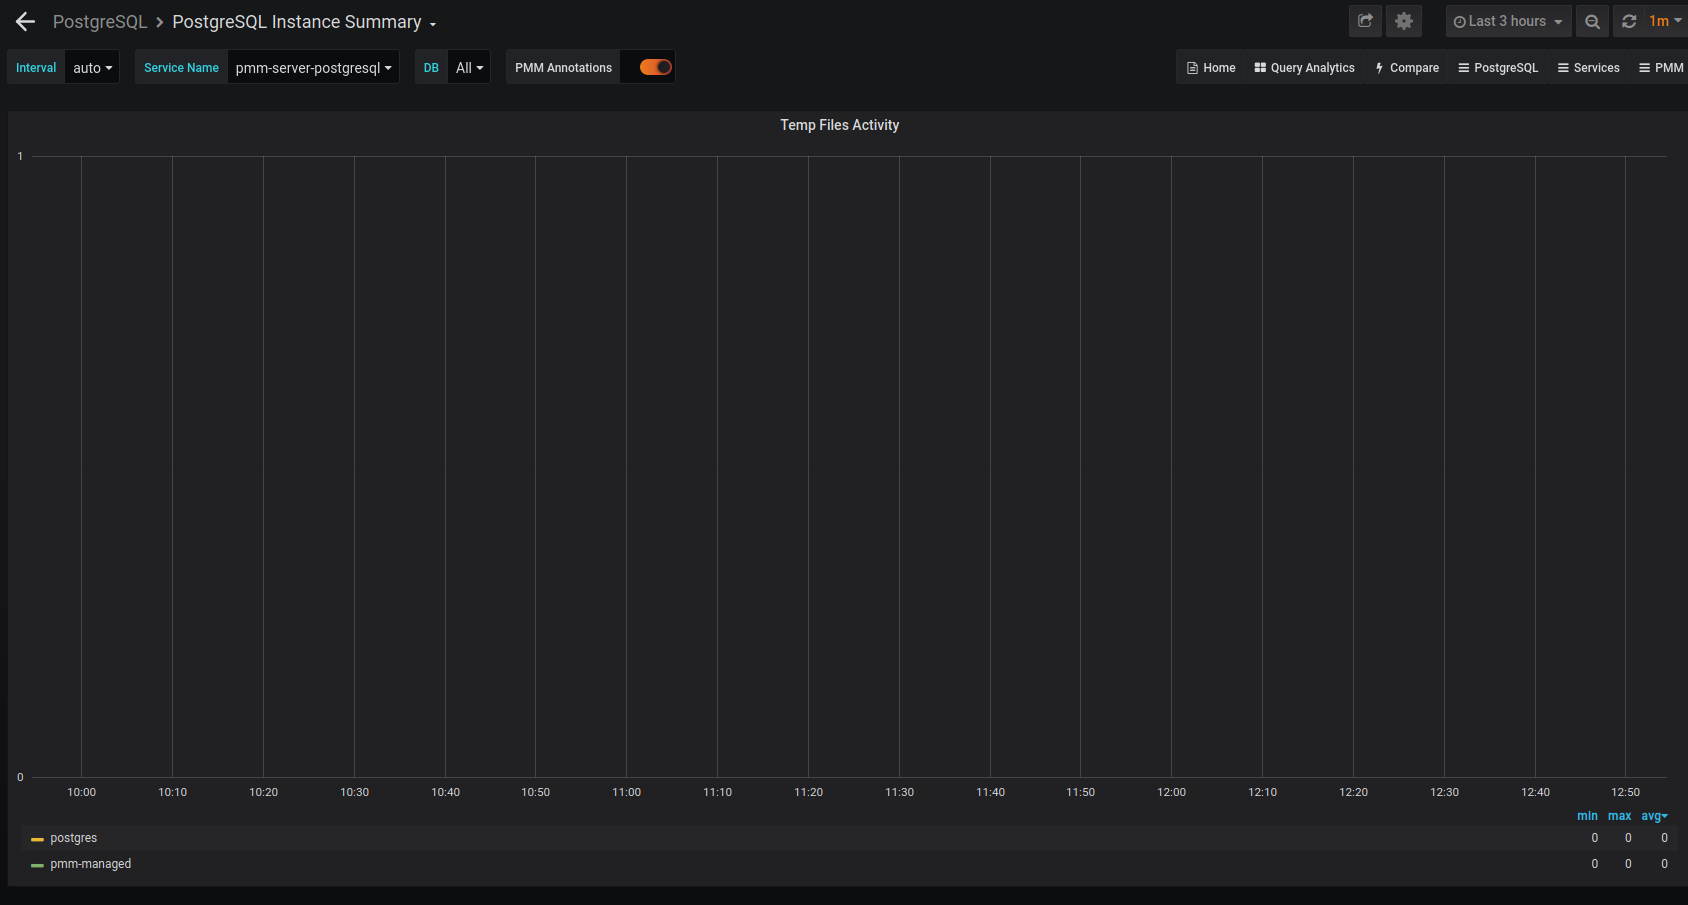 PostgreSQL > PostgreSQL Instance Summary
Last 3 hours 1m
Interval auto Service Name pmm-server-postgresql DB All PMM Annotations Home Query Analytics Compare PostgreSQL Services PMM
Temp Files Activity
1
0
10:00 10:10 10:20 10:30 10:40 10:50 11:00 11:10 11:20 11:30 11:40 11:50 12:00 12:10 12:20 12:30 12:40 12:50
min max avg
postgres 0 0 0
pmm-managed 0 0 0